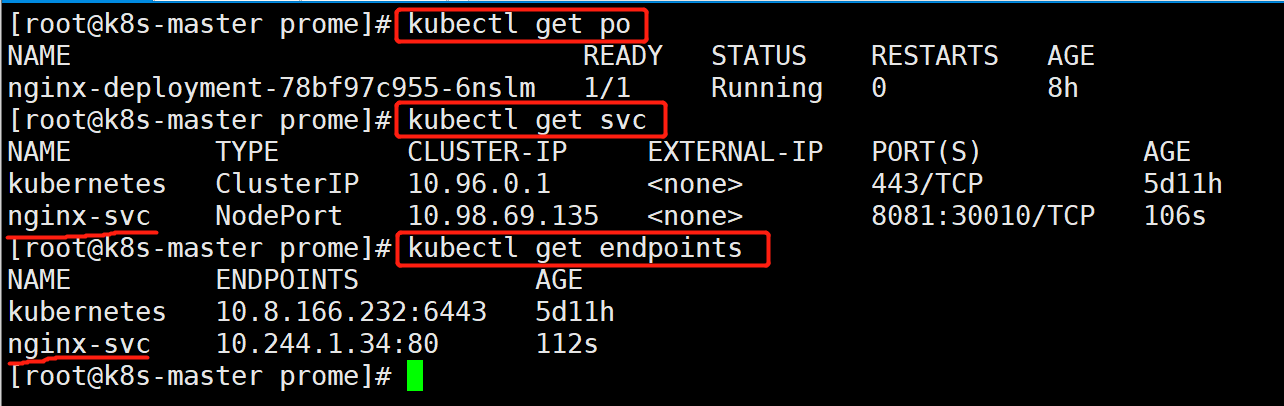 [root@k8s-master prome]# kubectl get po
NAME                                READY   STATUS    RESTARTS   AGE
nginx-deployment-78bf97c955-6nslm   1/1     Running   0          8h
[root@k8s-master prome]# kubectl get svc
NAME         TYPE        CLUSTER-IP     EXTERNAL-IP   PORT(S)          AGE
kubernetes   ClusterIP   10.96.0.1      <none>        443/TCP          5d11h
nginx-svc    NodePort    10.98.69.135   <none>        8081:30010/TCP   106s
[root@k8s-master prome]# kubectl get endpoints
NAME         ENDPOINTS           AGE
kubernetes   10.8.166.232:6443   5d11h
nginx-svc    10.244.1.34:80      112s
[root@k8s-master prome]#